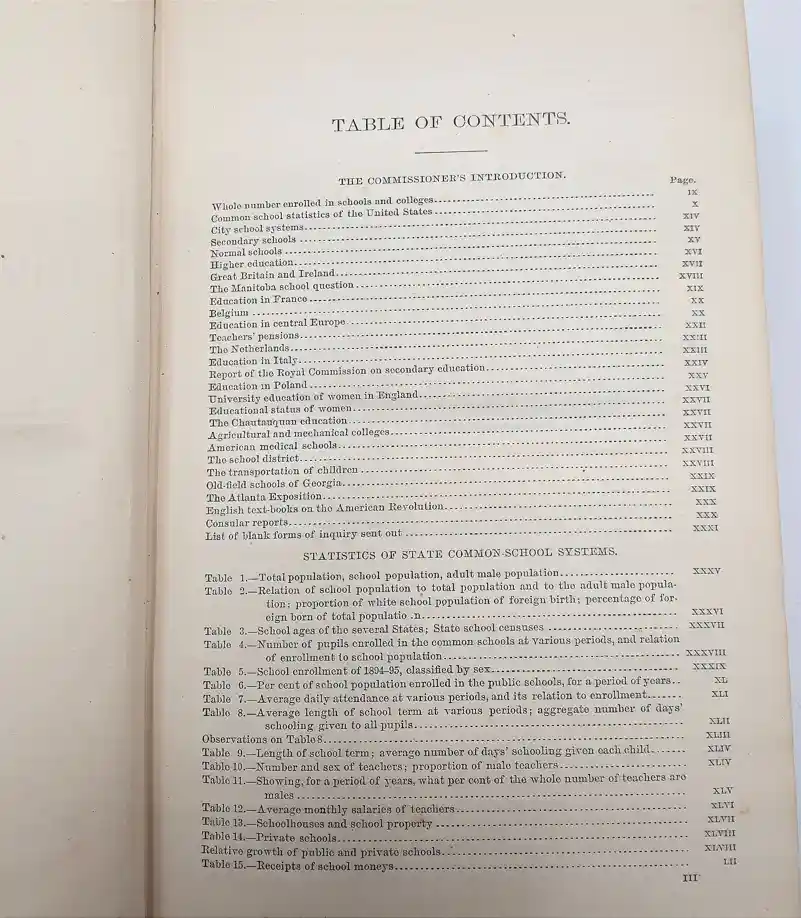 TABLE OF CONTENTS.
THE COMMISSIONER'S INTRODUCTION.
Page.
Whole number enrolled in schools and colleges IX
Common school statistics of the United States X
City school systems XIV
Secondary schools XIV
Normal schools XV
Higher education XVI
Great Britain and Ireland XVII
The Manitoba school question XVIII
Education in France XIX
Belgium XX
Education in central Europe XX
Teachers' pensions XXII
The Netherlands XXIII
Education in Italy XXIII
Report of the Royal Commission on secondary education XXIV
Education in Poland XXV
University education of women in England XXVI
Educational status of women XXVII
The Chautauquan education XXVII
Agricultural and mechanical colleges XXVII
American medical schools XXVII
The school district XXVIII
The transportation of children XXVIII
Old-field schools of Georgia XXIX
The Atlanta Exposition XXIX
English text-books on the American Revolution XXX
Consular reports XXX
List of blank forms of inquiry sent out XXXI
STATISTICS OF STATE COMMON-SCHOOL SYSTEMS.
Table 1.—Total population, school population, adult male population XXXV
Table 2.—Relation of school population to total population and to the adult male popula-
tion; proportion of white school population of foreign birth; percentage of for-
eign born of total populatio .n XXXVI
Table 3.—School ages of the several States; State school censuses XXXVII
Table 4.—Number of pupils enrolled in the common schools at various periods, and relation
of enrollment to school population XXXVIII
Table 5.—School enrollment of 1894-95, classified by sex XXXIX
Table 6.—Per cent of school population enrolled in the public schools, for a period of years XL
Table 7.—Average daily attendance at various periods, and its relation to enrollment XLI
Table 8.—Average length of school term at various periods; aggregate number of days'
schooling given to all pupils XLII
Observations on Table 8 XLIII
Table 9.—Length of school term; average number of days' schooling given each child XLIV
Table 10.—Number and sex of teachers; proportion of male teachers XLIV
Table 11.—Showing, for a period of years, what per cent of the whole number of teachers are
males XLV
Table 12.—Average monthly salaries of teachers XLVI
Table 13.—Schoolhouses and school property XLVII
Table 14.—Private schools XLVIII
Relative growth of public and private schools XLVIII
Table 15.—Receipts of school moneys LII
III